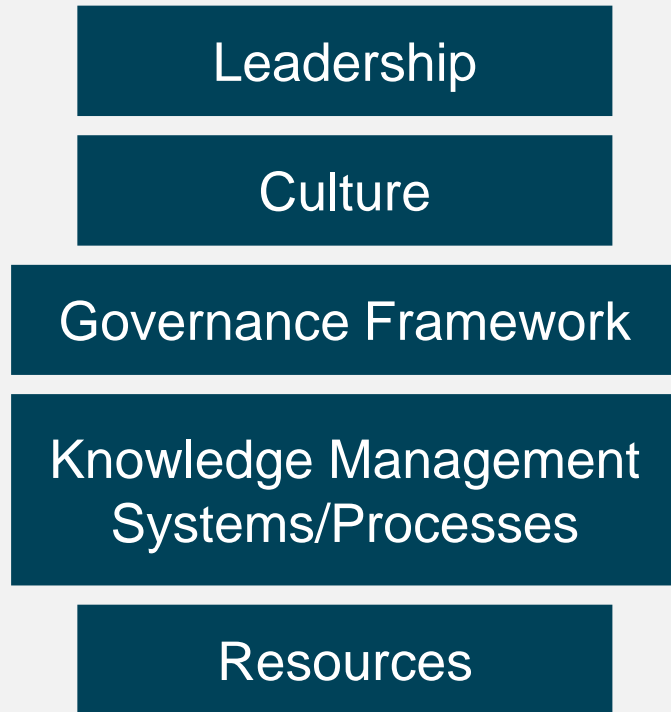 Leadership
Culture
Governance Framework
Knowledge Management
Systems/Processes
Resources